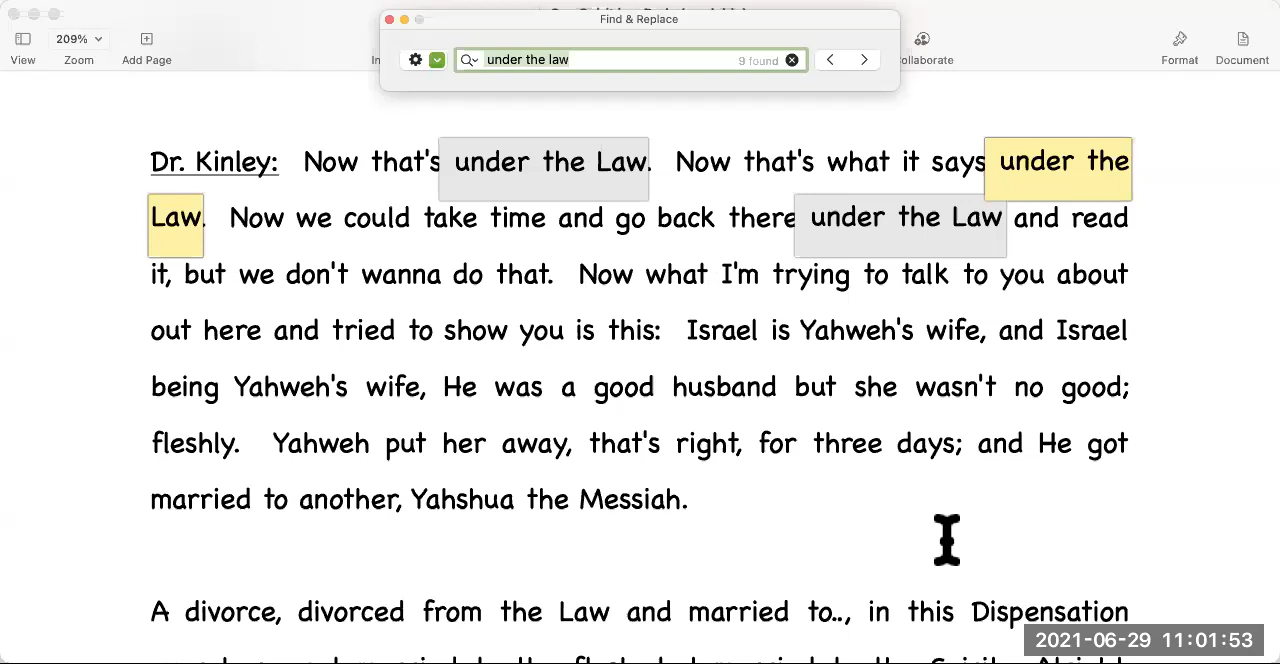 Find & Replace
209%
under the law
9 found
View
Zoom
Add Page
In
ollaborate
Format
Document
Dr. Kinley: Now that's under the Law. Now that's what it says under the
Law. Now we could take time and go back there under the Law and read
it, but we don't wanna do that. Now what I'm trying to talk to you about
out here and tried to show you is this: Israel is Yahweh's wife, and Israel
being Yahweh's wife, He was a good husband but she wasn't no good;
fleshly. Yahweh put her away, that's right, for three days; and He got
married to another, Yahshua the Messiah.
A divorce, divorced from the Law and married to.., in this Dispensation
2021-06-29 11:01:53